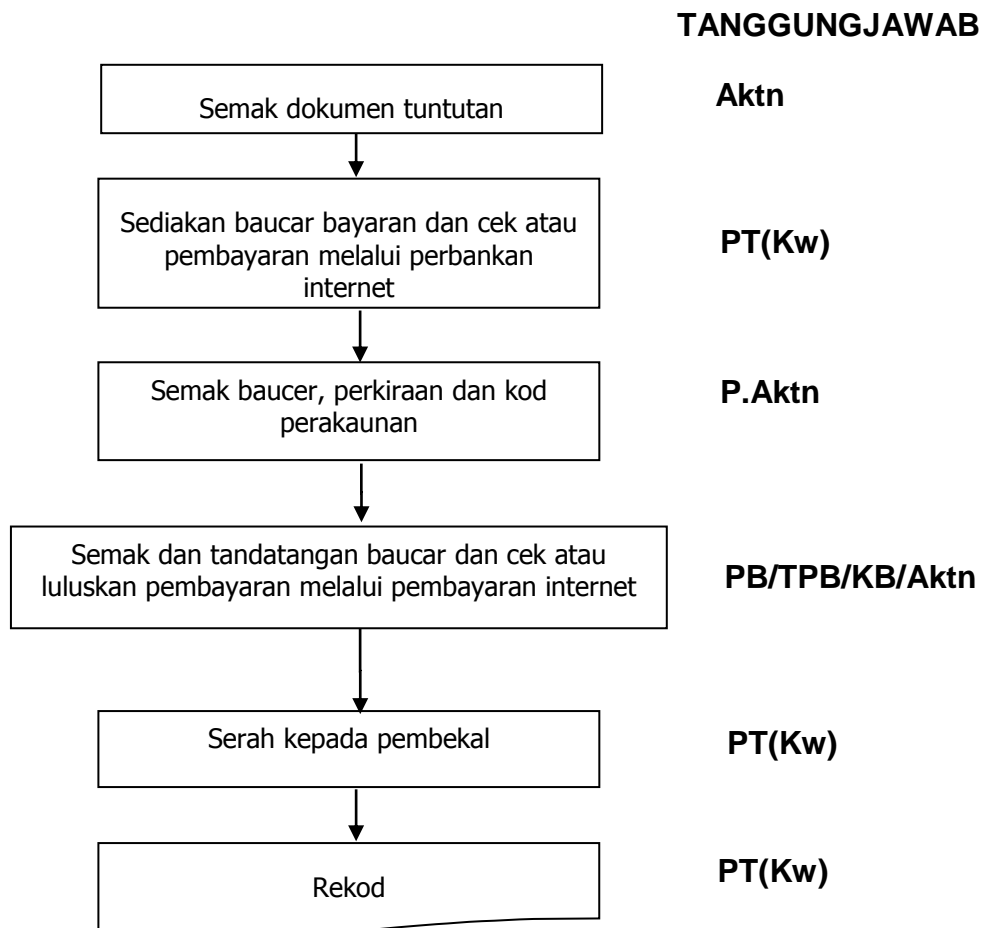 TANGGUNGJAWAB
Semak dokumen tuntutan
Aktn
Sediakan baucar bayaran dan cek atau
pembayaran melalui perbankan
internet
PT(Kw)
Semak baucer, perkiraan dan kod
perakaunan
P.Aktn
Semak dan tandatangan baucar dan cek atau
luluskan pembayaran melalui pembayaran internet
PB/TPB/KB/Aktn
Serah kepada pembekal
PT(Kw)
Rekod
PT(Kw)